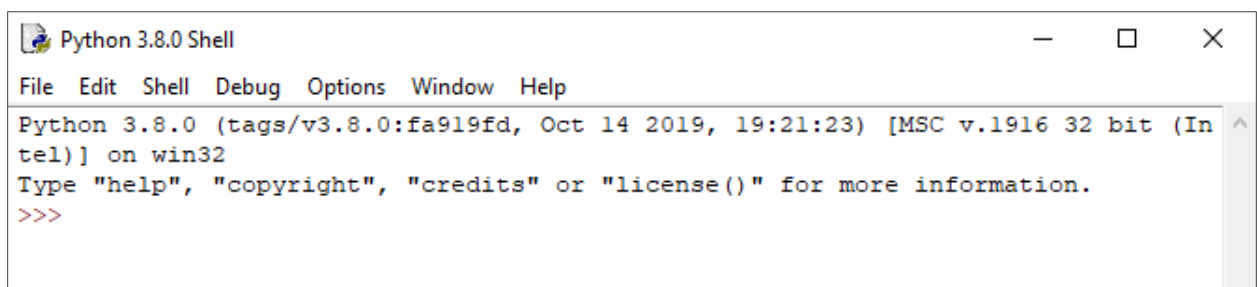 Python 3.8.0 Shell
File Edit Shell Debug Options Window Help
Python 3.8.0 (tags/v3.8.0:fa919fd, Oct 14 2019, 19:21:23) [MSC v.1916 32 bit (In
tel)] on win32
Type "help", "copyright", "credits" or "license()" for more information.
>>>